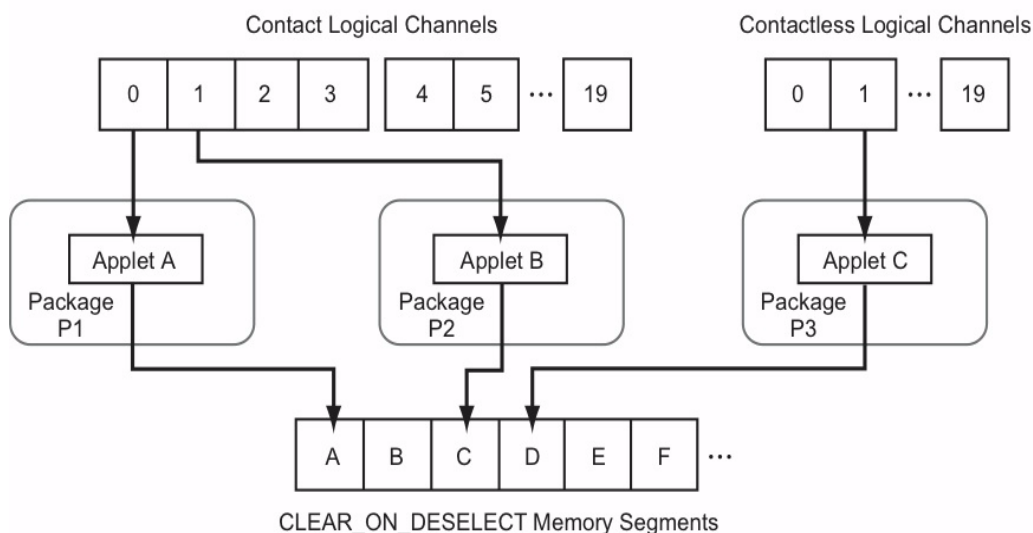 Contact Logical Channels
Contactless Logical Channels
0 1 2 3 4 5 ... 19
0 1 ... 19
Applet A
Package
P1
Applet B
Package
P2
Applet C
Package
P3
A B C D E F ...
CLEAR_ON_DESELECT Memory Segments